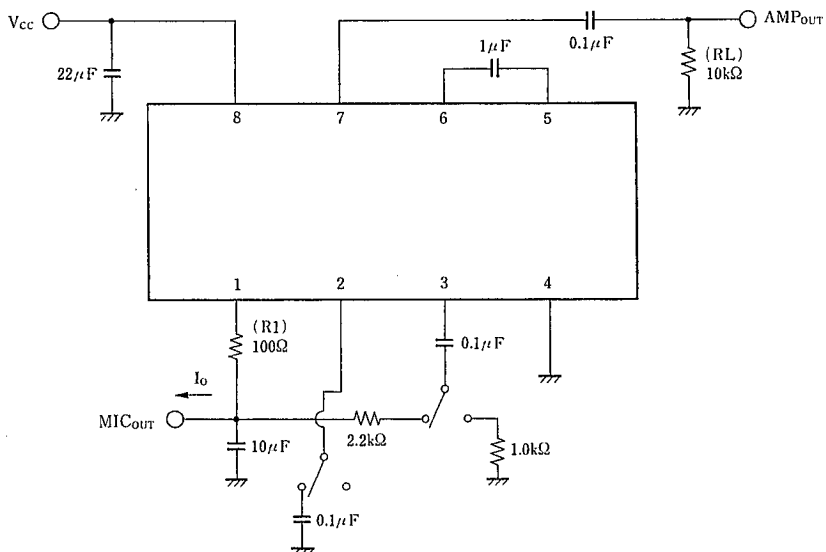 Vcc
AMPOUT
0.1μF
1μF
(RL)
10kΩ
22μF
8
7
6
5
1
2
3
4
(R1)
100Ω
0.1μF
Io
MICOUT
2.2kΩ
10μF
1.0kΩ
0.1μF